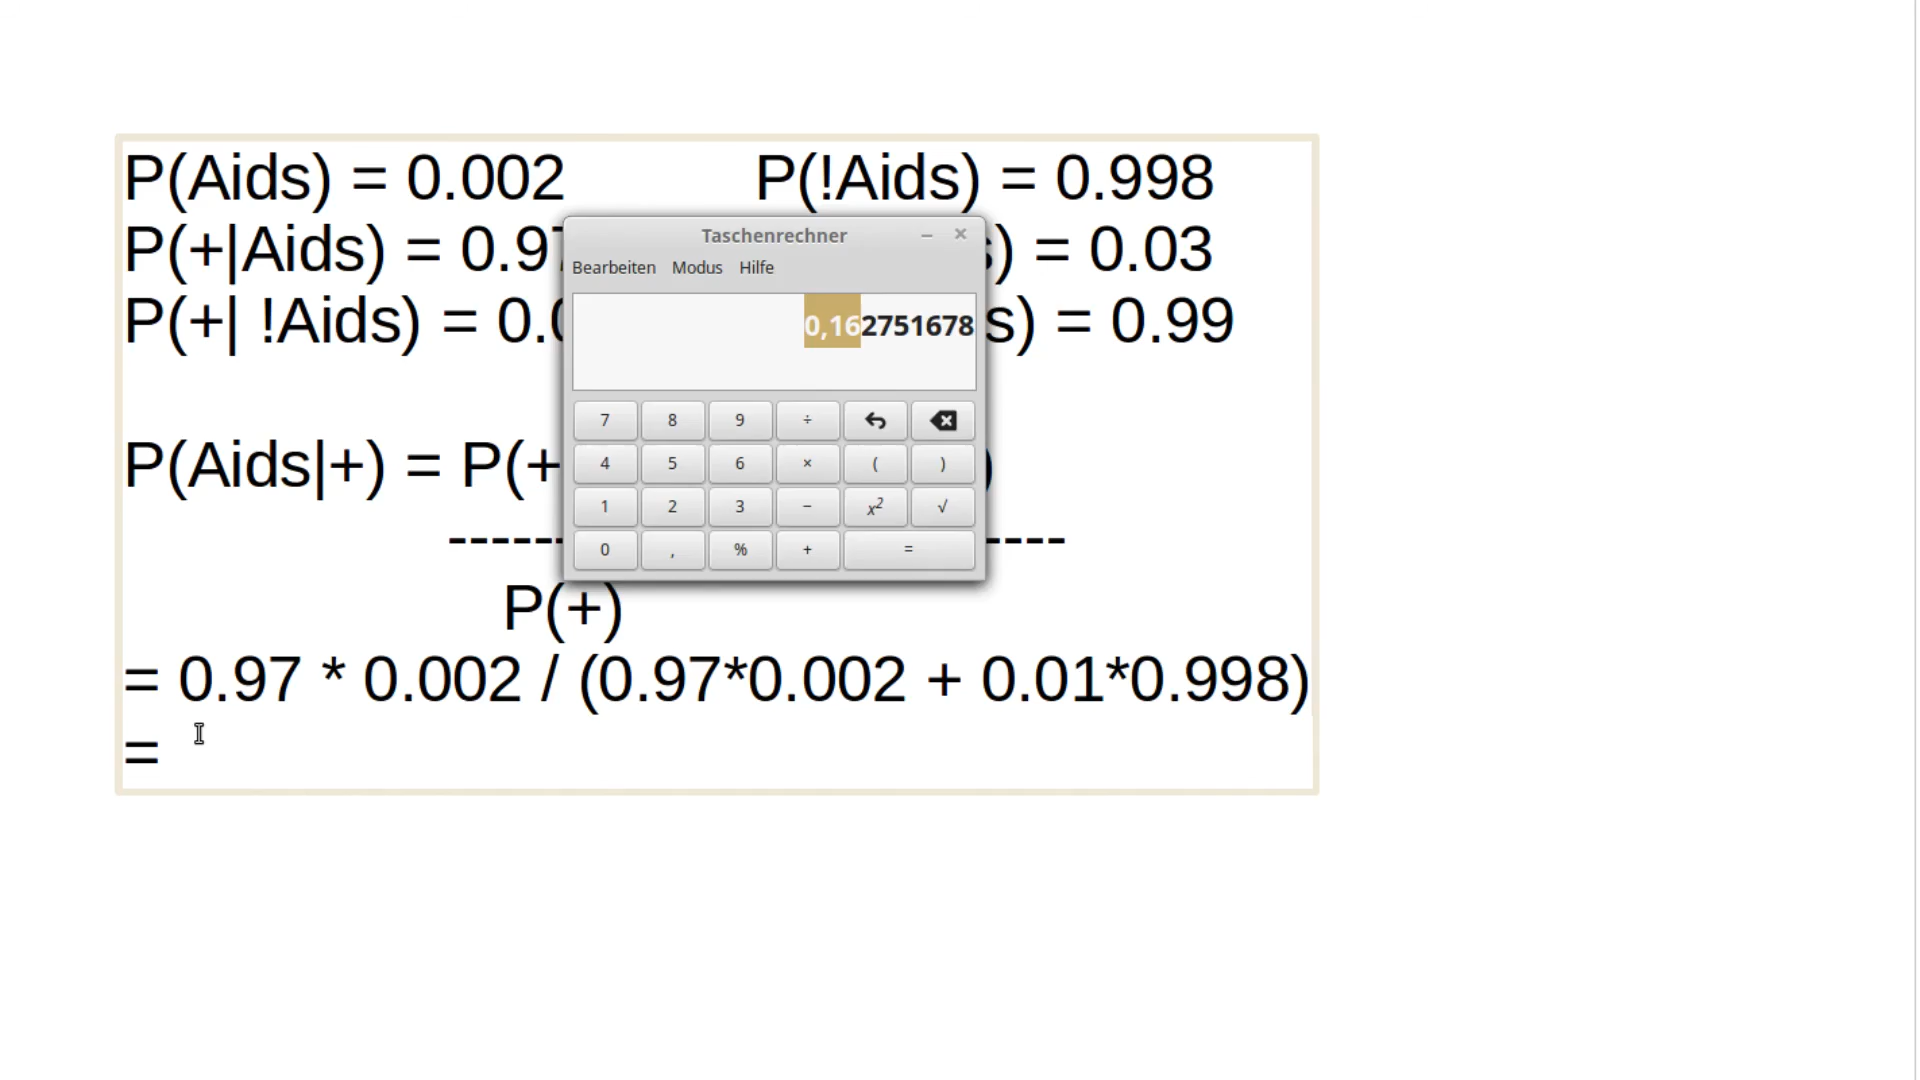 P(Aids) = 0.002 P(!Aids) = 0.998
P(+|Aids) = 0.97 ) = 0.03
P(+| !Aids) = 0.0 s) = 0.99
P(Aids|+) = P(+ )
------ ----
P(+)
= 0.97 * 0.002 / (0.97*0.002 + 0.01*0.998)
=
Taschenrechner
Bearbeiten Modus Hilfe
0,162751678
7 8 9 ÷
4 5 6 × ( )
1 2 3 − x² √
0 , % + =